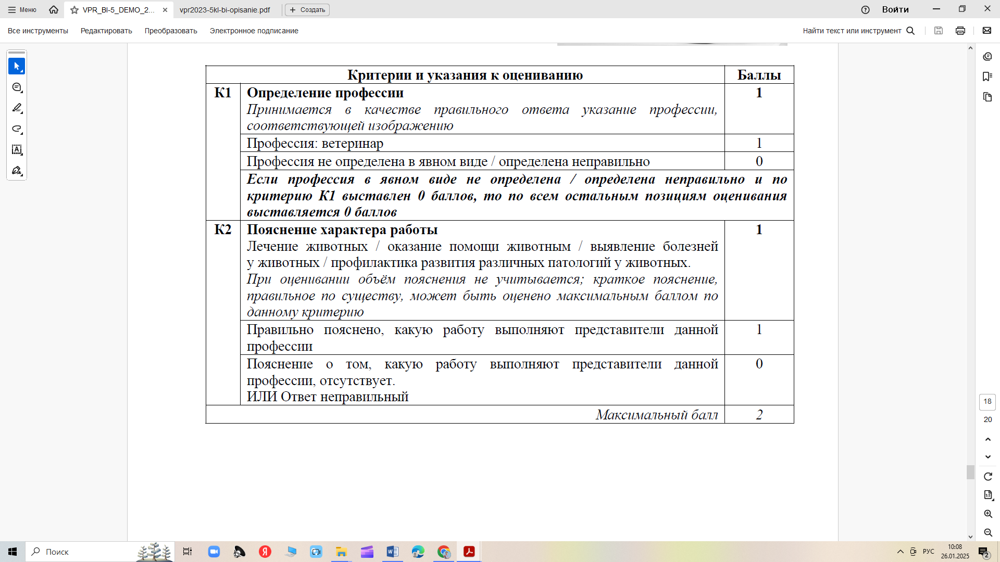 Меню
VPR_BI-5_DEMO_2...
vpr2023-5kl-bi-opisanie.pdf
Создать
Войти
Все инструменты
Редактировать
Преобразовать
Электронное подписание
Найти текст или инструмент
Критерии и указания к оцениванию
Баллы
К1
Определение профессии
1
Принимается в качестве правильного ответа указание профессии,
соответствующей изображению
Профессия: ветеринар
1
Профессия не определена в явном виде / определена неправильно
0
Если профессия в явном виде не определена / определена неправильно и по
критерию К1 выставлен 0 баллов, то по всем остальным позициям оценивания
выставляется 0 баллов
К2
Пояснение характера работы
1
Лечение животных / оказание помощи животным / выявление болезней
у животных / профилактика развития различных патологий у животных.
При оценивании объём пояснения не учитывается; краткое пояснение,
правильное по существу, может быть оценено максимальным баллом по
данному критерию
Правильно пояснено, какую работу выполняют представители данной
профессии
1
Пояснение о том, какую работу выполняют представители данной
профессии, отсутствует.
ИЛИ Ответ неправильный
0
Максимальный балл
2
18
20
1:1
Поиск
РУС
10:08
26.01.2025
2